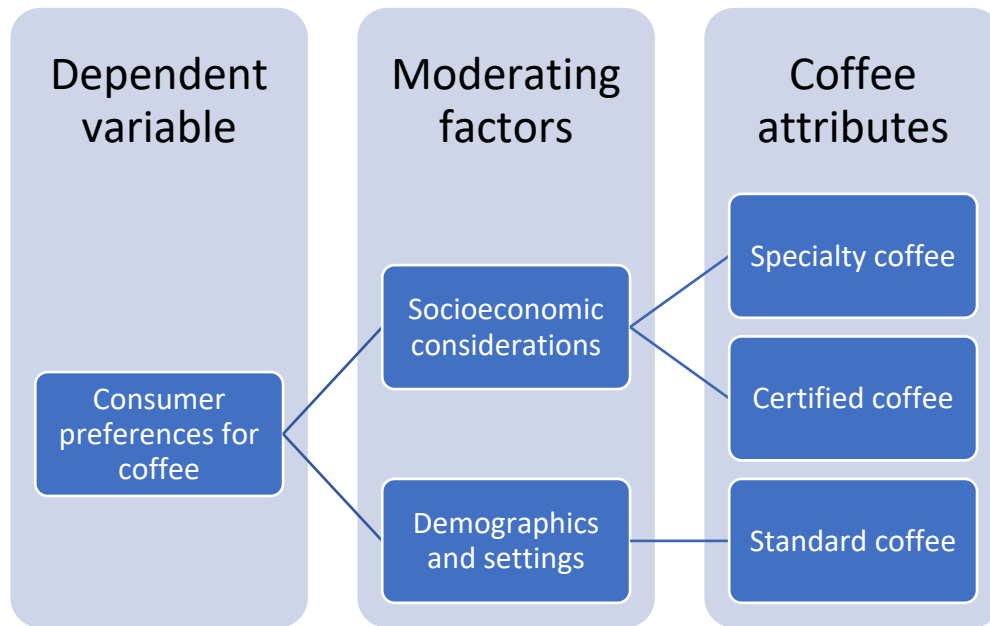 Dependent
variable
Consumer
preferences for
coffee
Moderating
factors
Socioeconomic
considerations
Demographics
and settings
Coffee
attributes
Specialty coffee
Certified coffee
Standard coffee